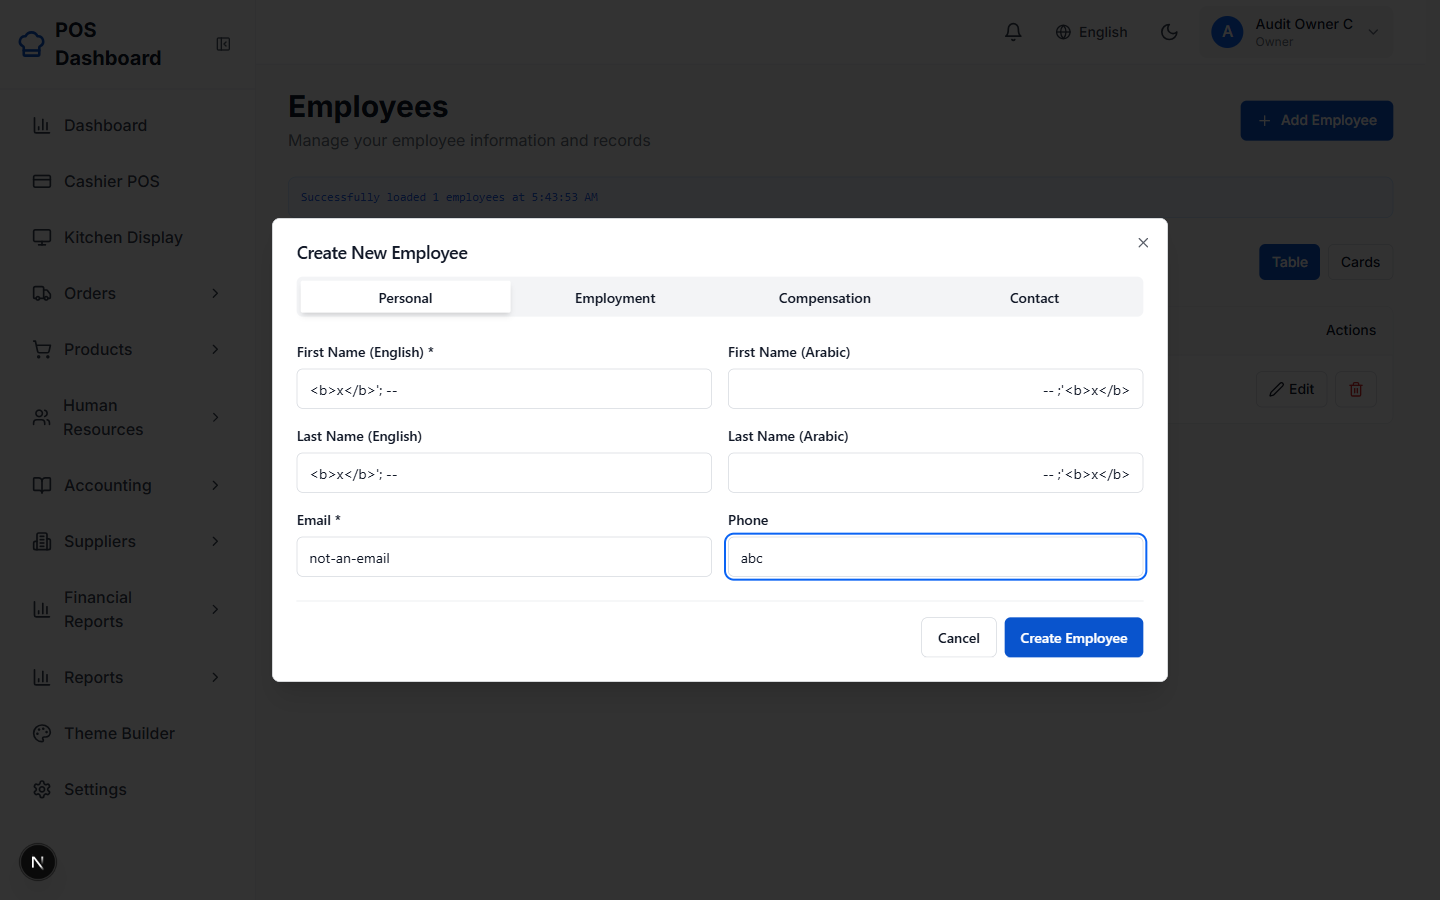 POS
Dashboard
English
A
Audit Owner C
Owner
Dashboard
Cashier POS
Kitchen Display
Orders
Products
Human
Resources
Accounting
Suppliers
Financial
Reports
Reports
Theme Builder
Settings
N
Employees
Manage your employee information and records
Add Employee
Successfully loaded 1 employees at 5:43:53 AM
Table
Cards
Actions
Edit
Create New Employee
Personal
Employment
Compensation
Contact
First Name (English) *
First Name (Arabic)
<b>x</b>'; --
-- ;'<b>x</b>
Last Name (English)
Last Name (Arabic)
<b>x</b>'; --
-- ;'<b>x</b>
Email *
Phone
not-an-email
abc
Cancel
Create Employee